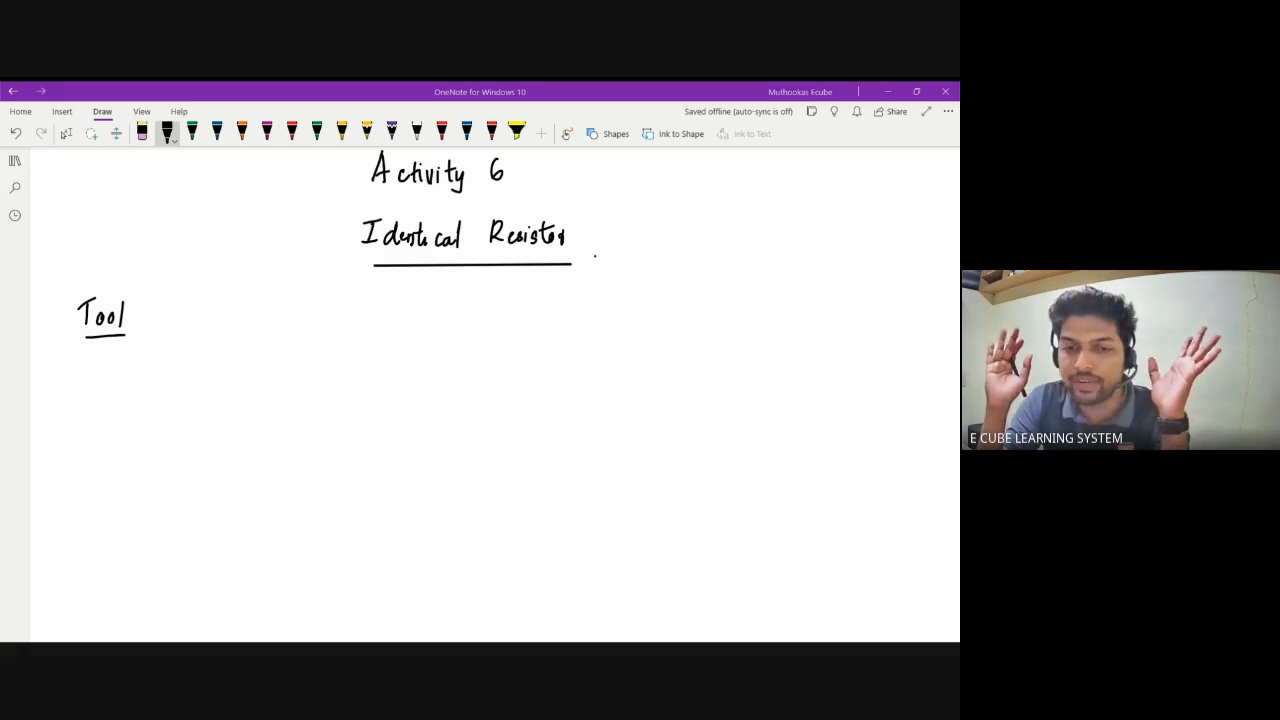 OneNote for Windows 10
Muthookas Ecube
Home Insert Draw View Help
Saved offline (auto-sync is off)
Share
Shapes
Ink to Shape
Ink to Text
Activity 6
Identical Resistor
Tool
E CUBE LEARNING SYSTEM